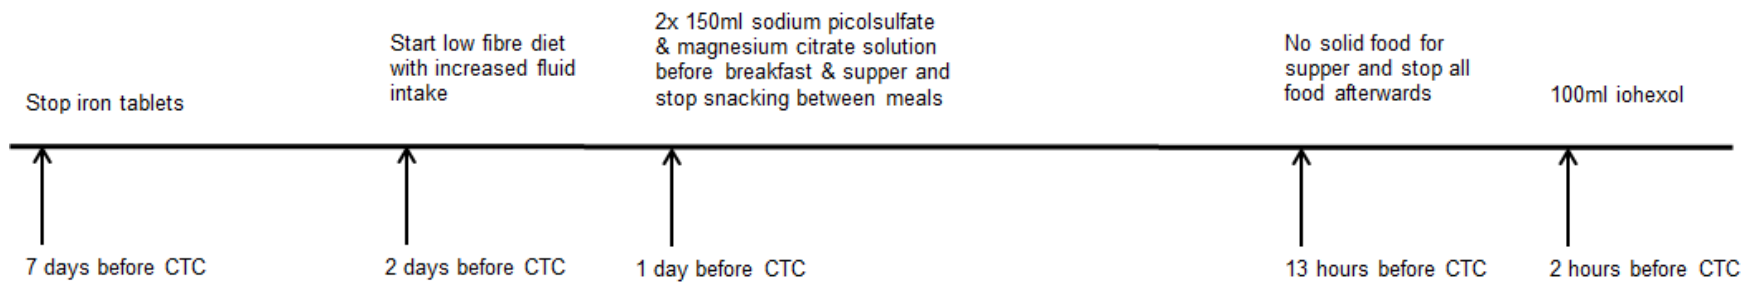 Stop iron tablets
Start low fibre diet
with increased fluid
intake
2x 150ml sodium picolsulfate
& magnesium citrate solution
before breakfast & supper and
stop snacking between meals
No solid food for
supper and stop all
food afterwards
100ml iohexol
7 days before CTC
2 days before CTC
1 day before CTC
13 hours before CTC
2 hours before CTC